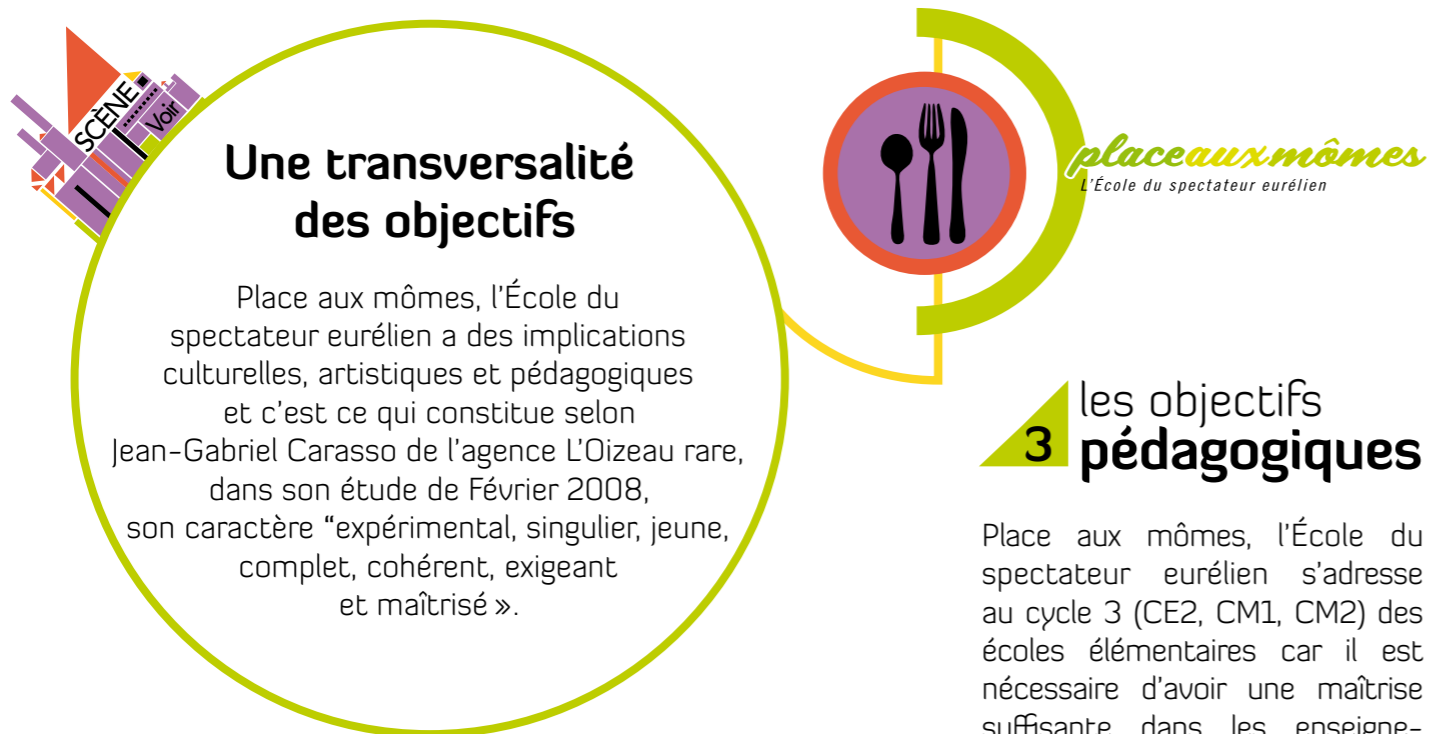 SCÈNE
Voir
Une transversalité
des objectifs
Place aux mômes, l'École du
spectateur eurélien a des implications
culturelles, artistiques et pédagogiques
et c'est ce qui constitue selon
Jean-Gabriel Carasso de l'agence L'Oizeau rare,
dans son étude de Février 2008,
son caractère “expérimental, singulier, jeune,
complet, cohérent, exigeant
et maîtrisé ».
placeauxmômes
L'École du spectateur eurélien
3 les objectifs
pédagogiques
Place aux mômes, l'École du
spectateur eurélien s'adresse
au cycle 3 (CE2, CM1, CM2) des
écoles élémentaires car il est
nécessaire d'avoir une maîtrise
suffisante dans les enseigne-